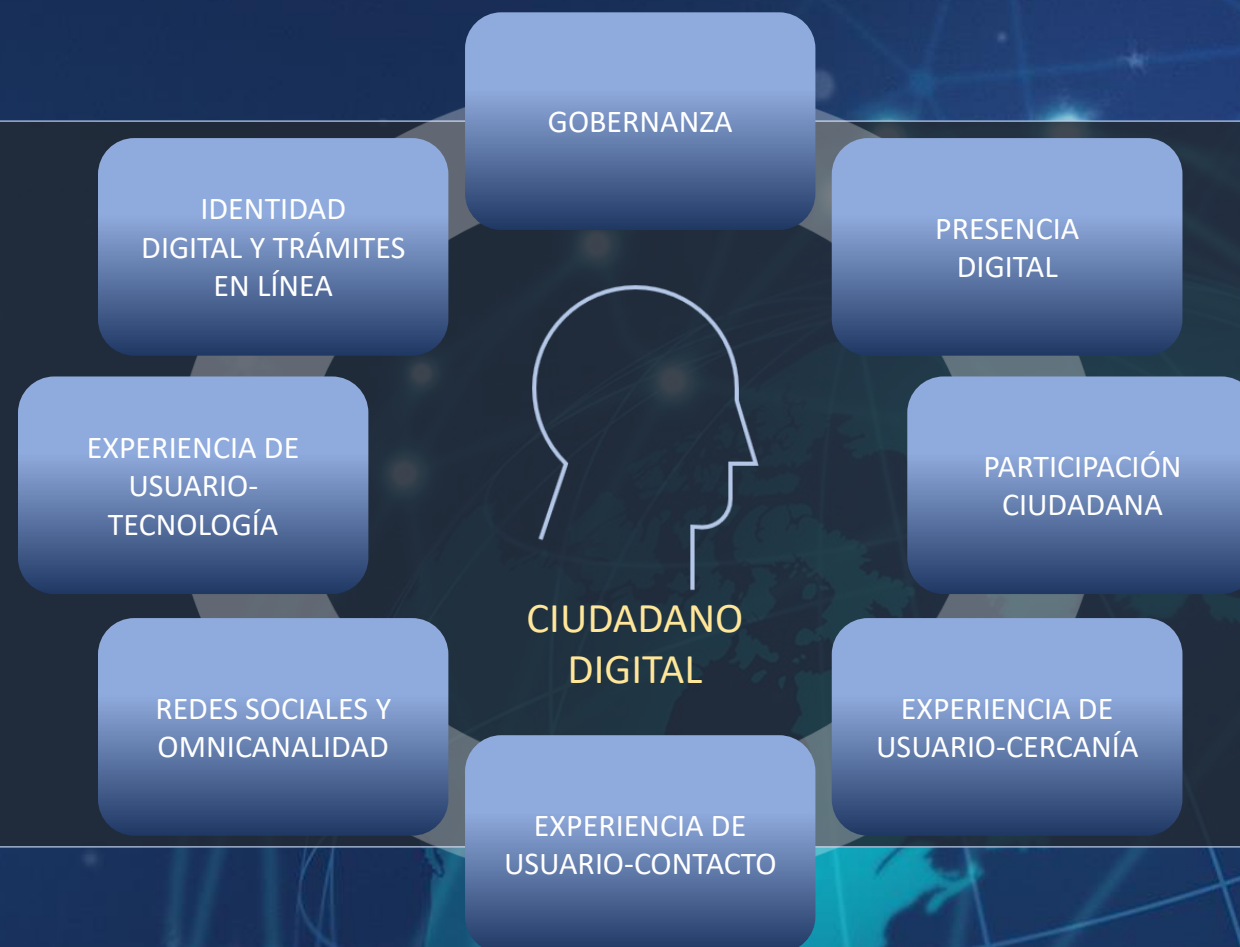 GOBERNANZA
IDENTIDAD
DIGITAL Y TRÁMITES
EN LÍNEA
PRESENCIA
DIGITAL
EXPERIENCIA DE
USUARIO-
TECNOLOGÍA
PARTICIPACIÓN
CIUDADANA
CIUDADANO
DIGITAL
REDES SOCIALES Y
OMNICANALIDAD
EXPERIENCIA DE
USUARIO-CERCANÍA
EXPERIENCIA DE
USUARIO-CONTACTO